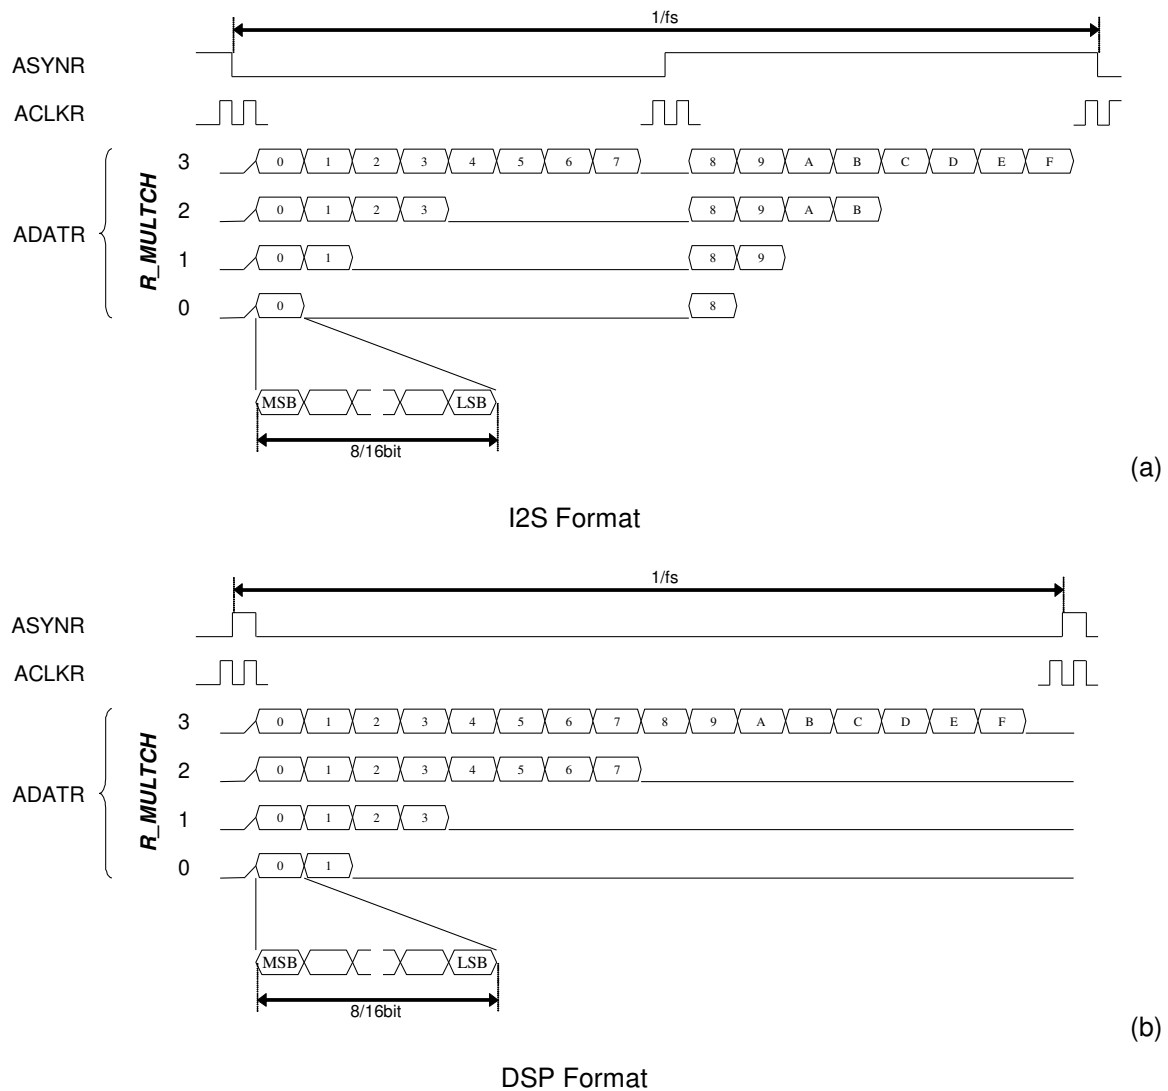 1/fs
ASYNR
ACLKR
ADATR
R_MULTCH
3 0 1 2 3 4 5 6 7 8 9 A B C D E F
2 0 1 2 3 8 9 A B
1 0 1 8 9
0 0 8
MSB LSB
8/16bit
(a)
I2S Format
1/fs
ASYNR
ACLKR
ADATR
R_MULTCH
3 0 1 2 3 4 5 6 7 8 9 A B C D E F
2 0 1 2 3 4 5 6 7
1 0 1 2 3
0 0 1
MSB LSB
8/16bit
(b)
DSP Format